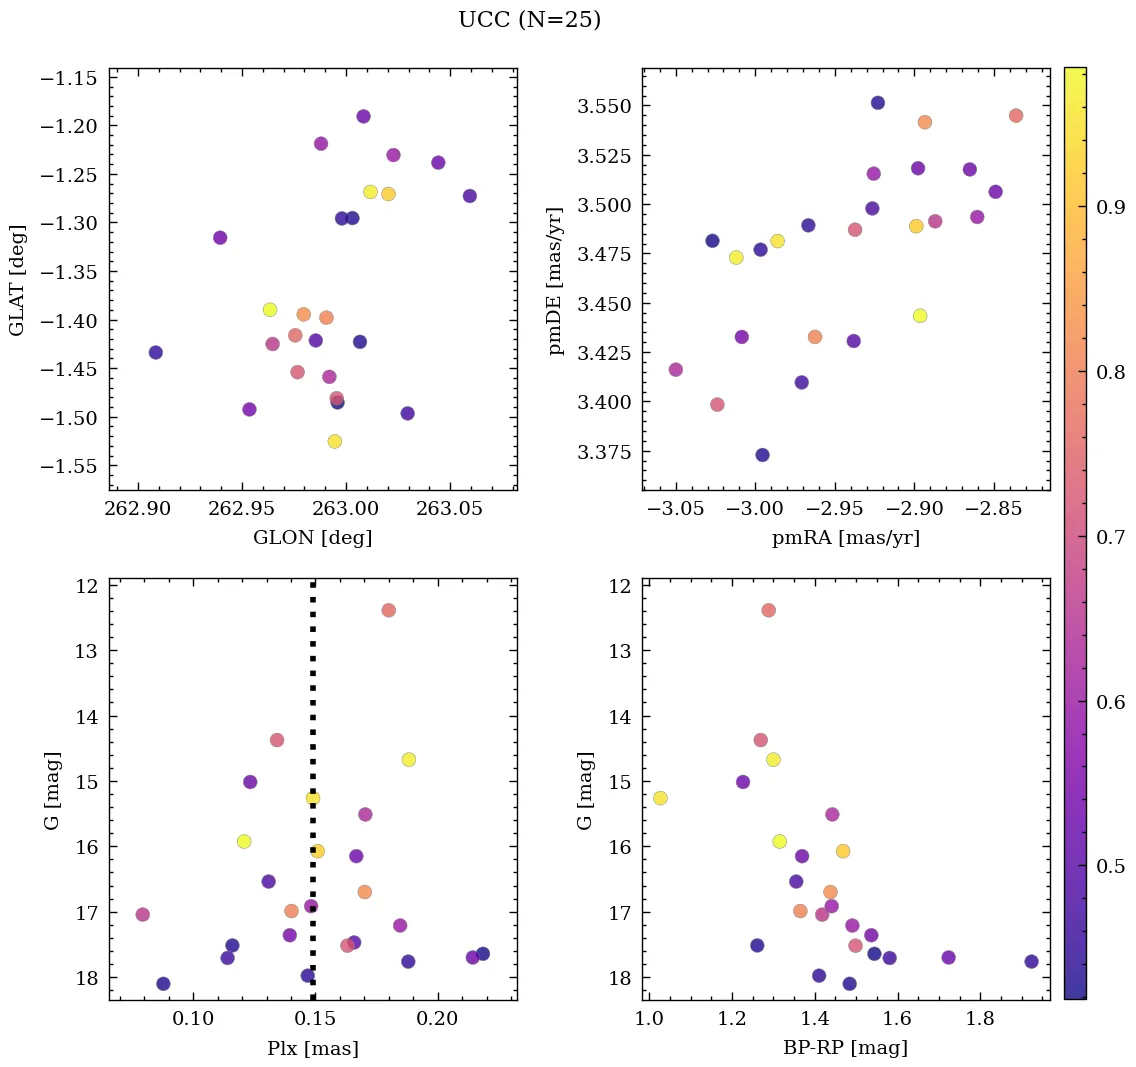 UCC (N=25)
−1.15
−1.20
−1.25
−1.30
−1.35
−1.40
−1.45
−1.50
−1.55
GLAT [deg]
262.90 262.95 263.00 263.05
GLON [deg]
3.550
3.525
3.500
3.475
3.450
3.425
3.400
3.375
pmDE [mas/yr]
−3.05 −3.00 −2.95 −2.90 −2.85
pmRA [mas/yr]
12
13
14
15
16
17
18
G [mag]
0.10 0.15 0.20
Plx [mas]
12
13
14
15
16
17
18
G [mag]
1.0 1.2 1.4 1.6 1.8
BP-RP [mag]
0.9
0.8
0.7
0.6
0.5